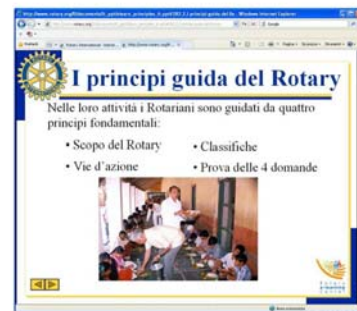 I principi guida del Rotary
Nelle loro attività i Rotariani sono guidati da quattro
principi fondamentali:
• Scopo del Rotary
• Classifiche
• Vie d'azione
• Prova delle 4 domande